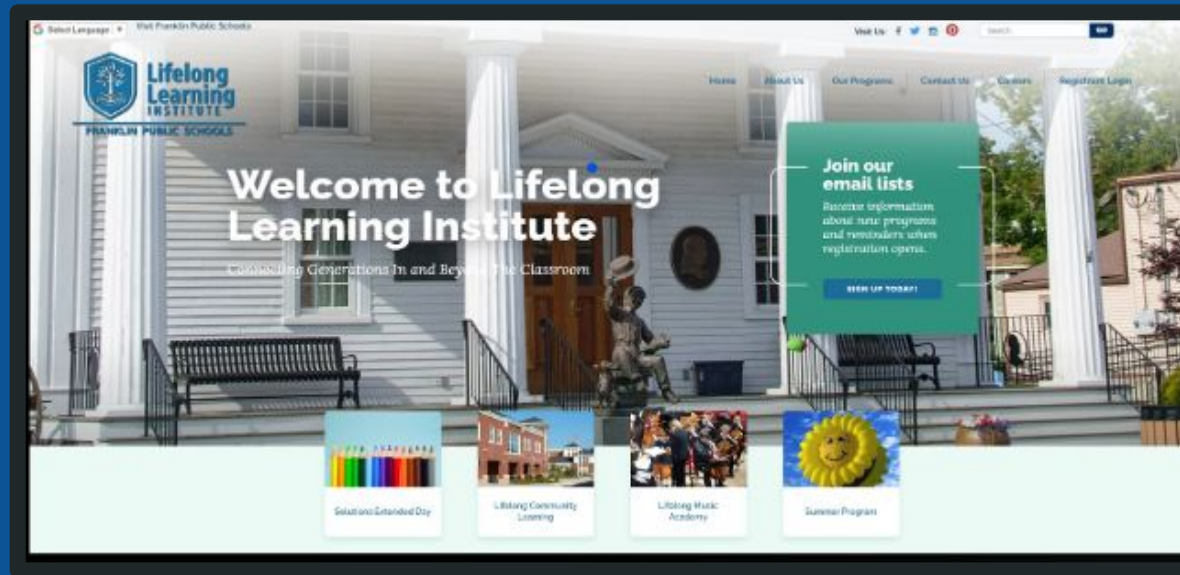 Select Language
Visit Franklin Public Schools
Visit Us:
Search
GO
Lifelong
Learning
INSTITUTE
FRANKLIN PUBLIC SCHOOLS
Home
About Us
Our Programs
Contact Us
Careers
Registrant Login
Welcome to Lifelong
Learning Institute
Connecting Generations In and Beyond The Classroom
Join our
email lists
Receive information
about new programs
and reminders when
registration opens.
SIGN UP TODAY!
Solutions Extended Day
Lifelong Community
Learning
Lifelong Music
Academy
Summer Program